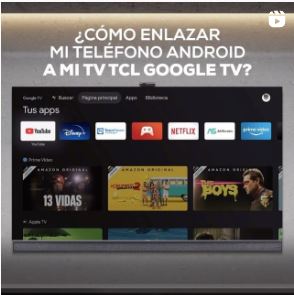 ¿CÓMO ENLAZAR
MI TELÉFONO ANDROID
A MI TV TCL GOOGLE TV?
Google TV
Buscar
Página principal
Apps
Biblioteca
Tus apps
YouTube
Disney+
NETFLIX
prime video
YouTube
Prime Video
AMAZON ORIGINAL
13 VIDAS
AMAZON ORIGINAL
AMAZON ORIGINAL
THE BOYS
Apple TV